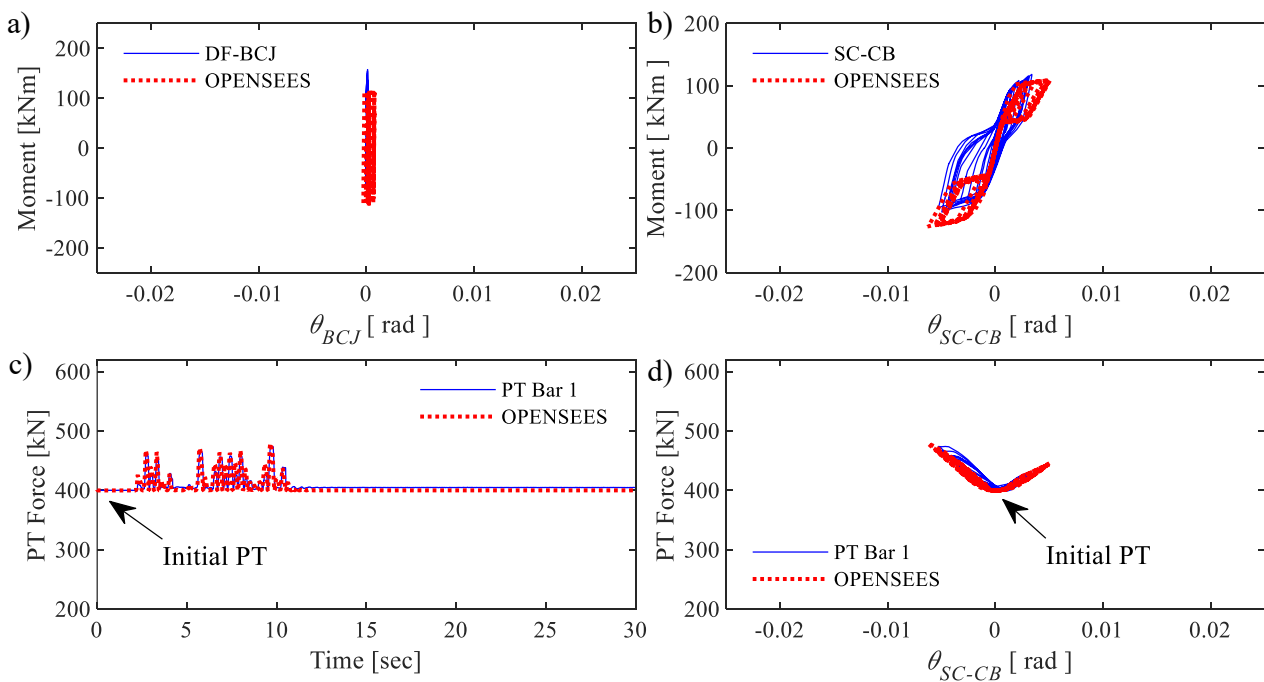 a)
200
100
0
-100
-200
Moment [kNm]
DF-BCJ
OPENSEES
-0.02
-0.01
0
0.01
0.02
θBCJ [ rad ]
b)
200
100
0
-100
-200
Moment [ kNm ]
SC-CB
OPENSEES
-0.02
-0.01
0
0.01
0.02
θSC-CB [ rad ]
c)
600
500
400
300
200
PT Force [kN]
PT Bar 1
OPENSEES
Initial PT
0
5
10
15
20
25
30
Time [sec]
d)
600
500
400
300
200
PT Force [kN]
Initial PT
PT Bar 1
OPENSEES
-0.02
-0.01
0
0.01
0.02
θSC-CB [ rad ]